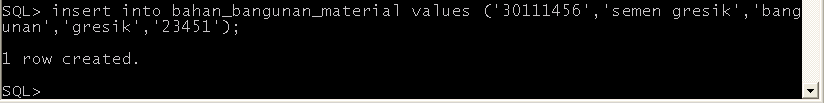 SQL> insert into bahan_bangunan_material values ('30111456','semen gresik','bang
unan','gresik','23451');
1 row created.
SQL>